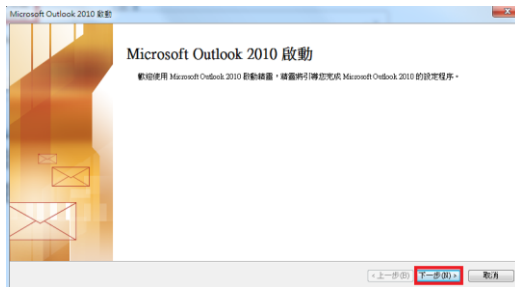 Microsoft Outlook 2010 啟動
Microsoft Outlook 2010 啟動
歡迎使用 Microsoft Outlook 2010 啟動精靈，精靈將引導您完成 Microsoft Outlook 2010 的設定程序。
<上一步(B)
下一步(N) >
取消